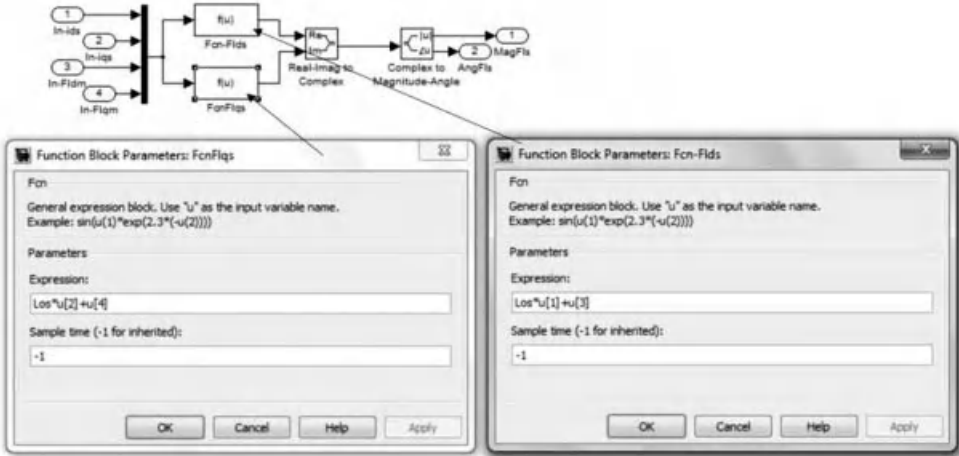 1
In-ids
2
In-iqs
3
In-Fldm
4
In-Flqm
f(u)
Fcn-Flds
f(u)
FcnFlqs
Re
Im
Real-Imag to
Complex
|u|
∠u
Complex to
Magnitude-Angle
1
MagFls
2
AngFls
Function Block Parameters: FcnFlqs
Fcn
General expression block. Use "u" as the input variable name.
Example: sin(u(1)*exp(2.3*(-u(2))))
Parameters
Expression:
Los*u[2]+u[4]
Sample time (-1 for inherited):
-1
OK
Cancel
Help
Apply
Function Block Parameters: Fcn-Flds
Fcn
General expression block. Use "u" as the input variable name.
Example: sin(u(1)*exp(2.3*(-u(2))))
Parameters
Expression:
Los*u[1]+u[3]
Sample time (-1 for inherited):
-1
OK
Cancel
Help
Apply